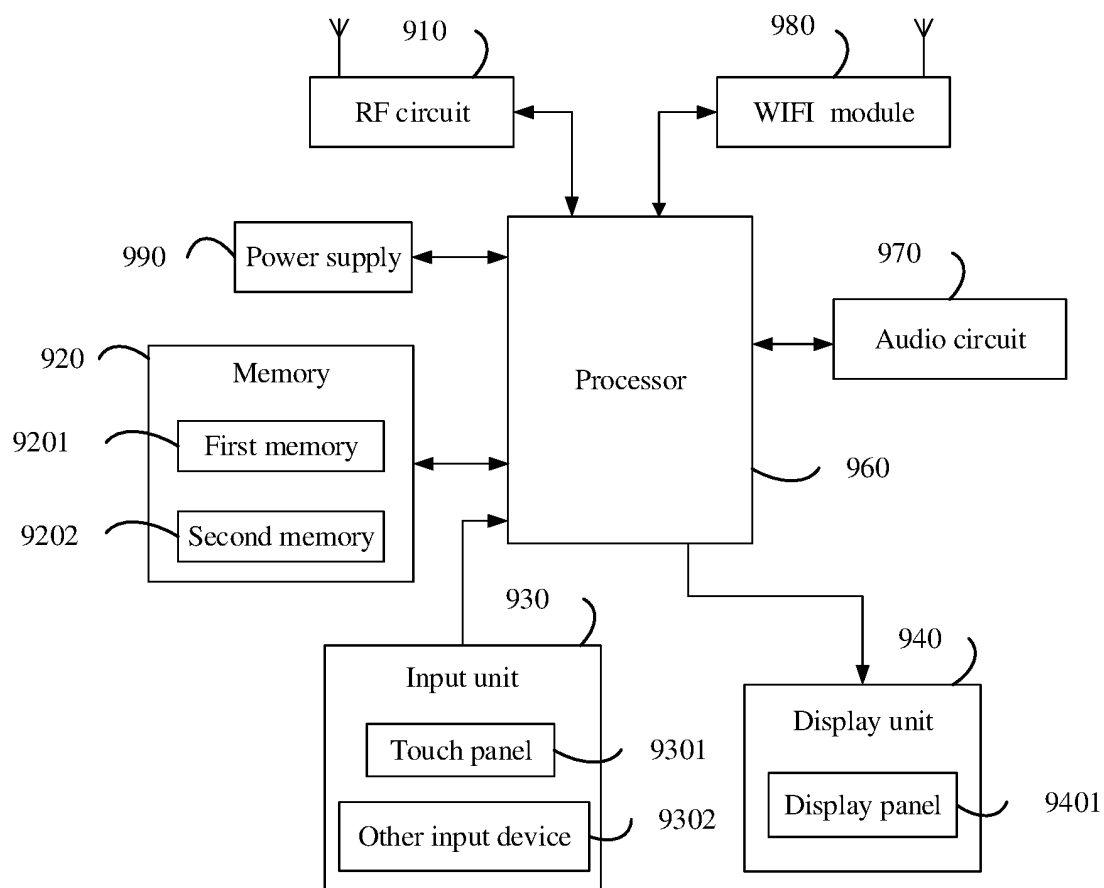 910
980
RF circuit
WIFI module
990
Power supply
970
Audio circuit
920
Memory
Processor
9201
First memory
960
9202
Second memory
930
940
Input unit
Display unit
Touch panel
9301
Display panel
9401
Other input device
9302